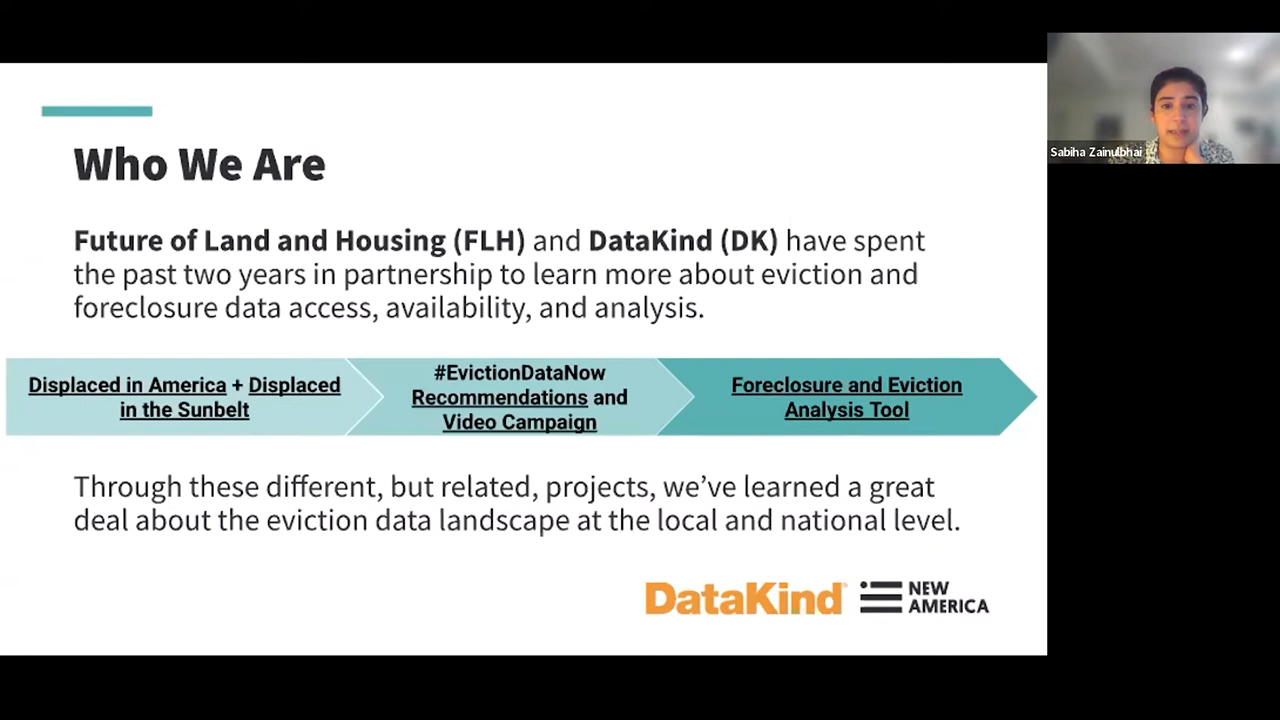 Who We Are
Future of Land and Housing (FLH) and DataKind (DK) have spent
the past two years in partnership to learn more about eviction and
foreclosure data access, availability, and analysis.
Displaced in America + Displaced
in the Sunbelt
#EvictionDataNow
Recommendations and
Video Campaign
Foreclosure and Eviction
Analysis Tool
Through these different, but related, projects, we’ve learned a great
deal about the eviction data landscape at the local and national level.
DataKind
NEW
AMERICA
Sabiha Zainulbhai